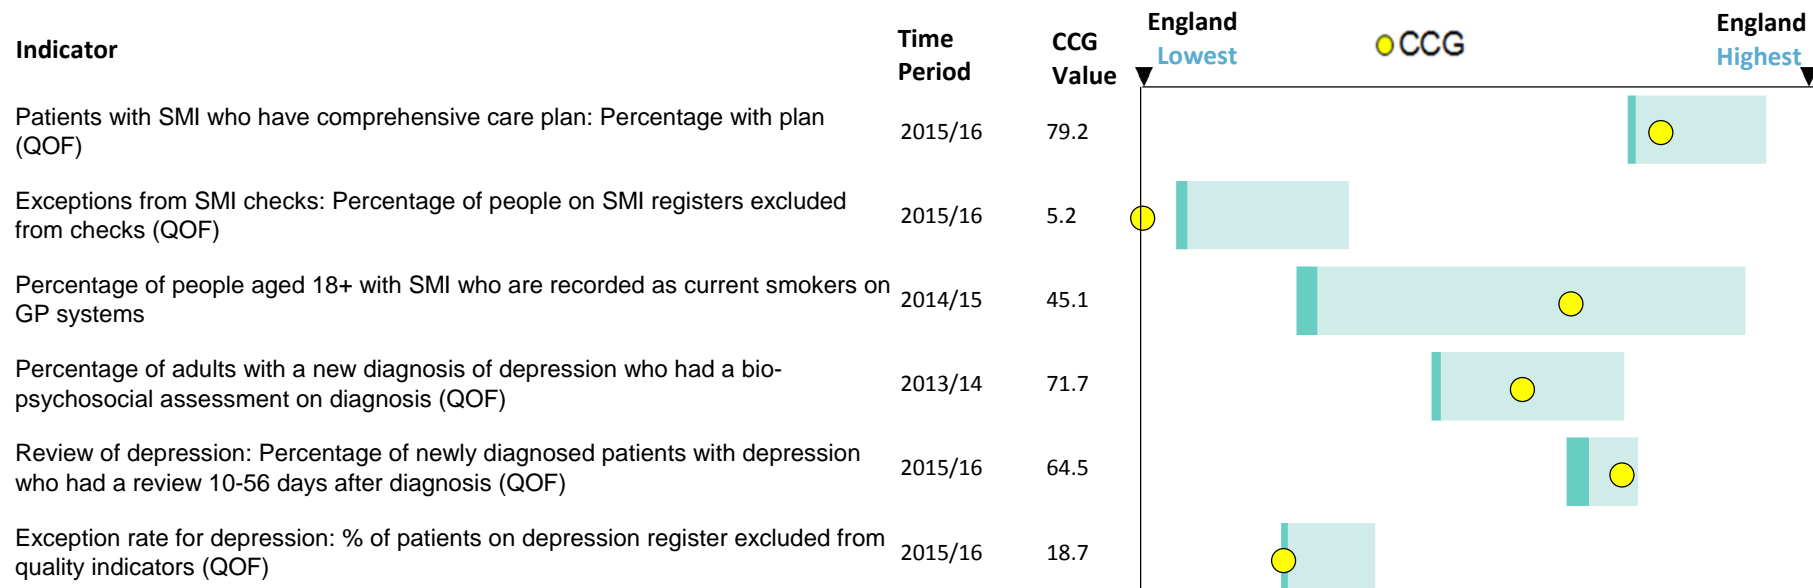 Indicator
Time Period
CCG Value
England Lowest
CCG
England Highest
Patients with SMI who have comprehensive care plan: Percentage with plan
(QOF)
2015/16
79.2
Exceptions from SMI checks: Percentage of people on SMI registers excluded
from checks (QOF)
2015/16
5.2
Percentage of people aged 18+ with SMI who are recorded as current smokers on
GP systems
2014/15
45.1
Percentage of adults with a new diagnosis of depression who had a bio-
psychosocial assessment on diagnosis (QOF)
2013/14
71.7
Review of depression: Percentage of newly diagnosed patients with depression
who had a review 10-56 days after diagnosis (QOF)
2015/16
64.5
Exception rate for depression: % of patients on depression register excluded from
quality indicators (QOF)
2015/16
18.7